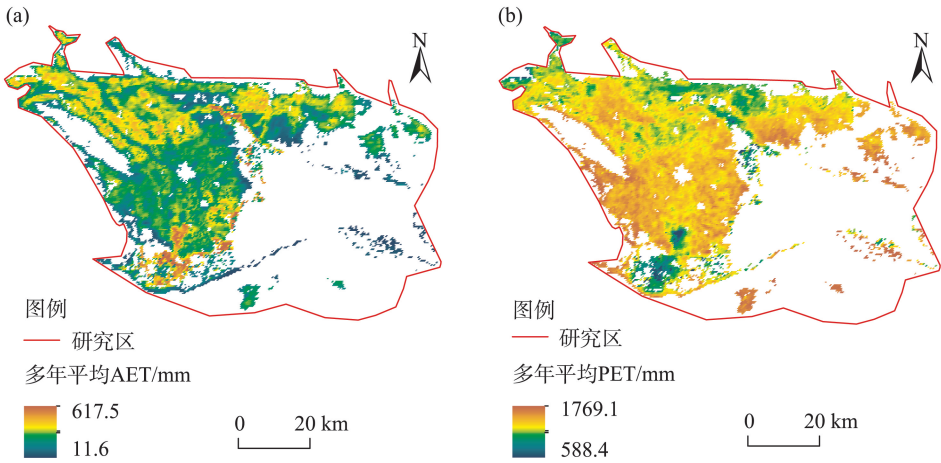 (a)
N
图例
研究区
多年平均AET/mm
617.5
11.6
0 20 km
(b)
N
图例
研究区
多年平均PET/mm
1769.1
588.4
0 20 km